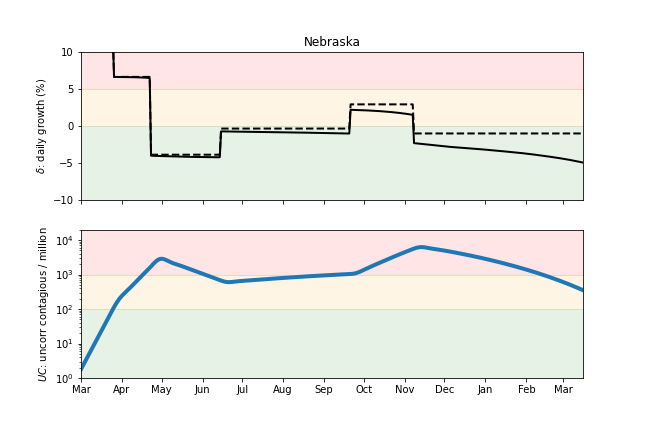 Nebraska
δ: daily growth (%)
10
5
0
−5
−10
UC: uncorr contagious / million
10⁴
10³
10²
10¹
10⁰
Mar Apr May Jun Jul Aug Sep Oct Nov Dec Jan Feb Mar